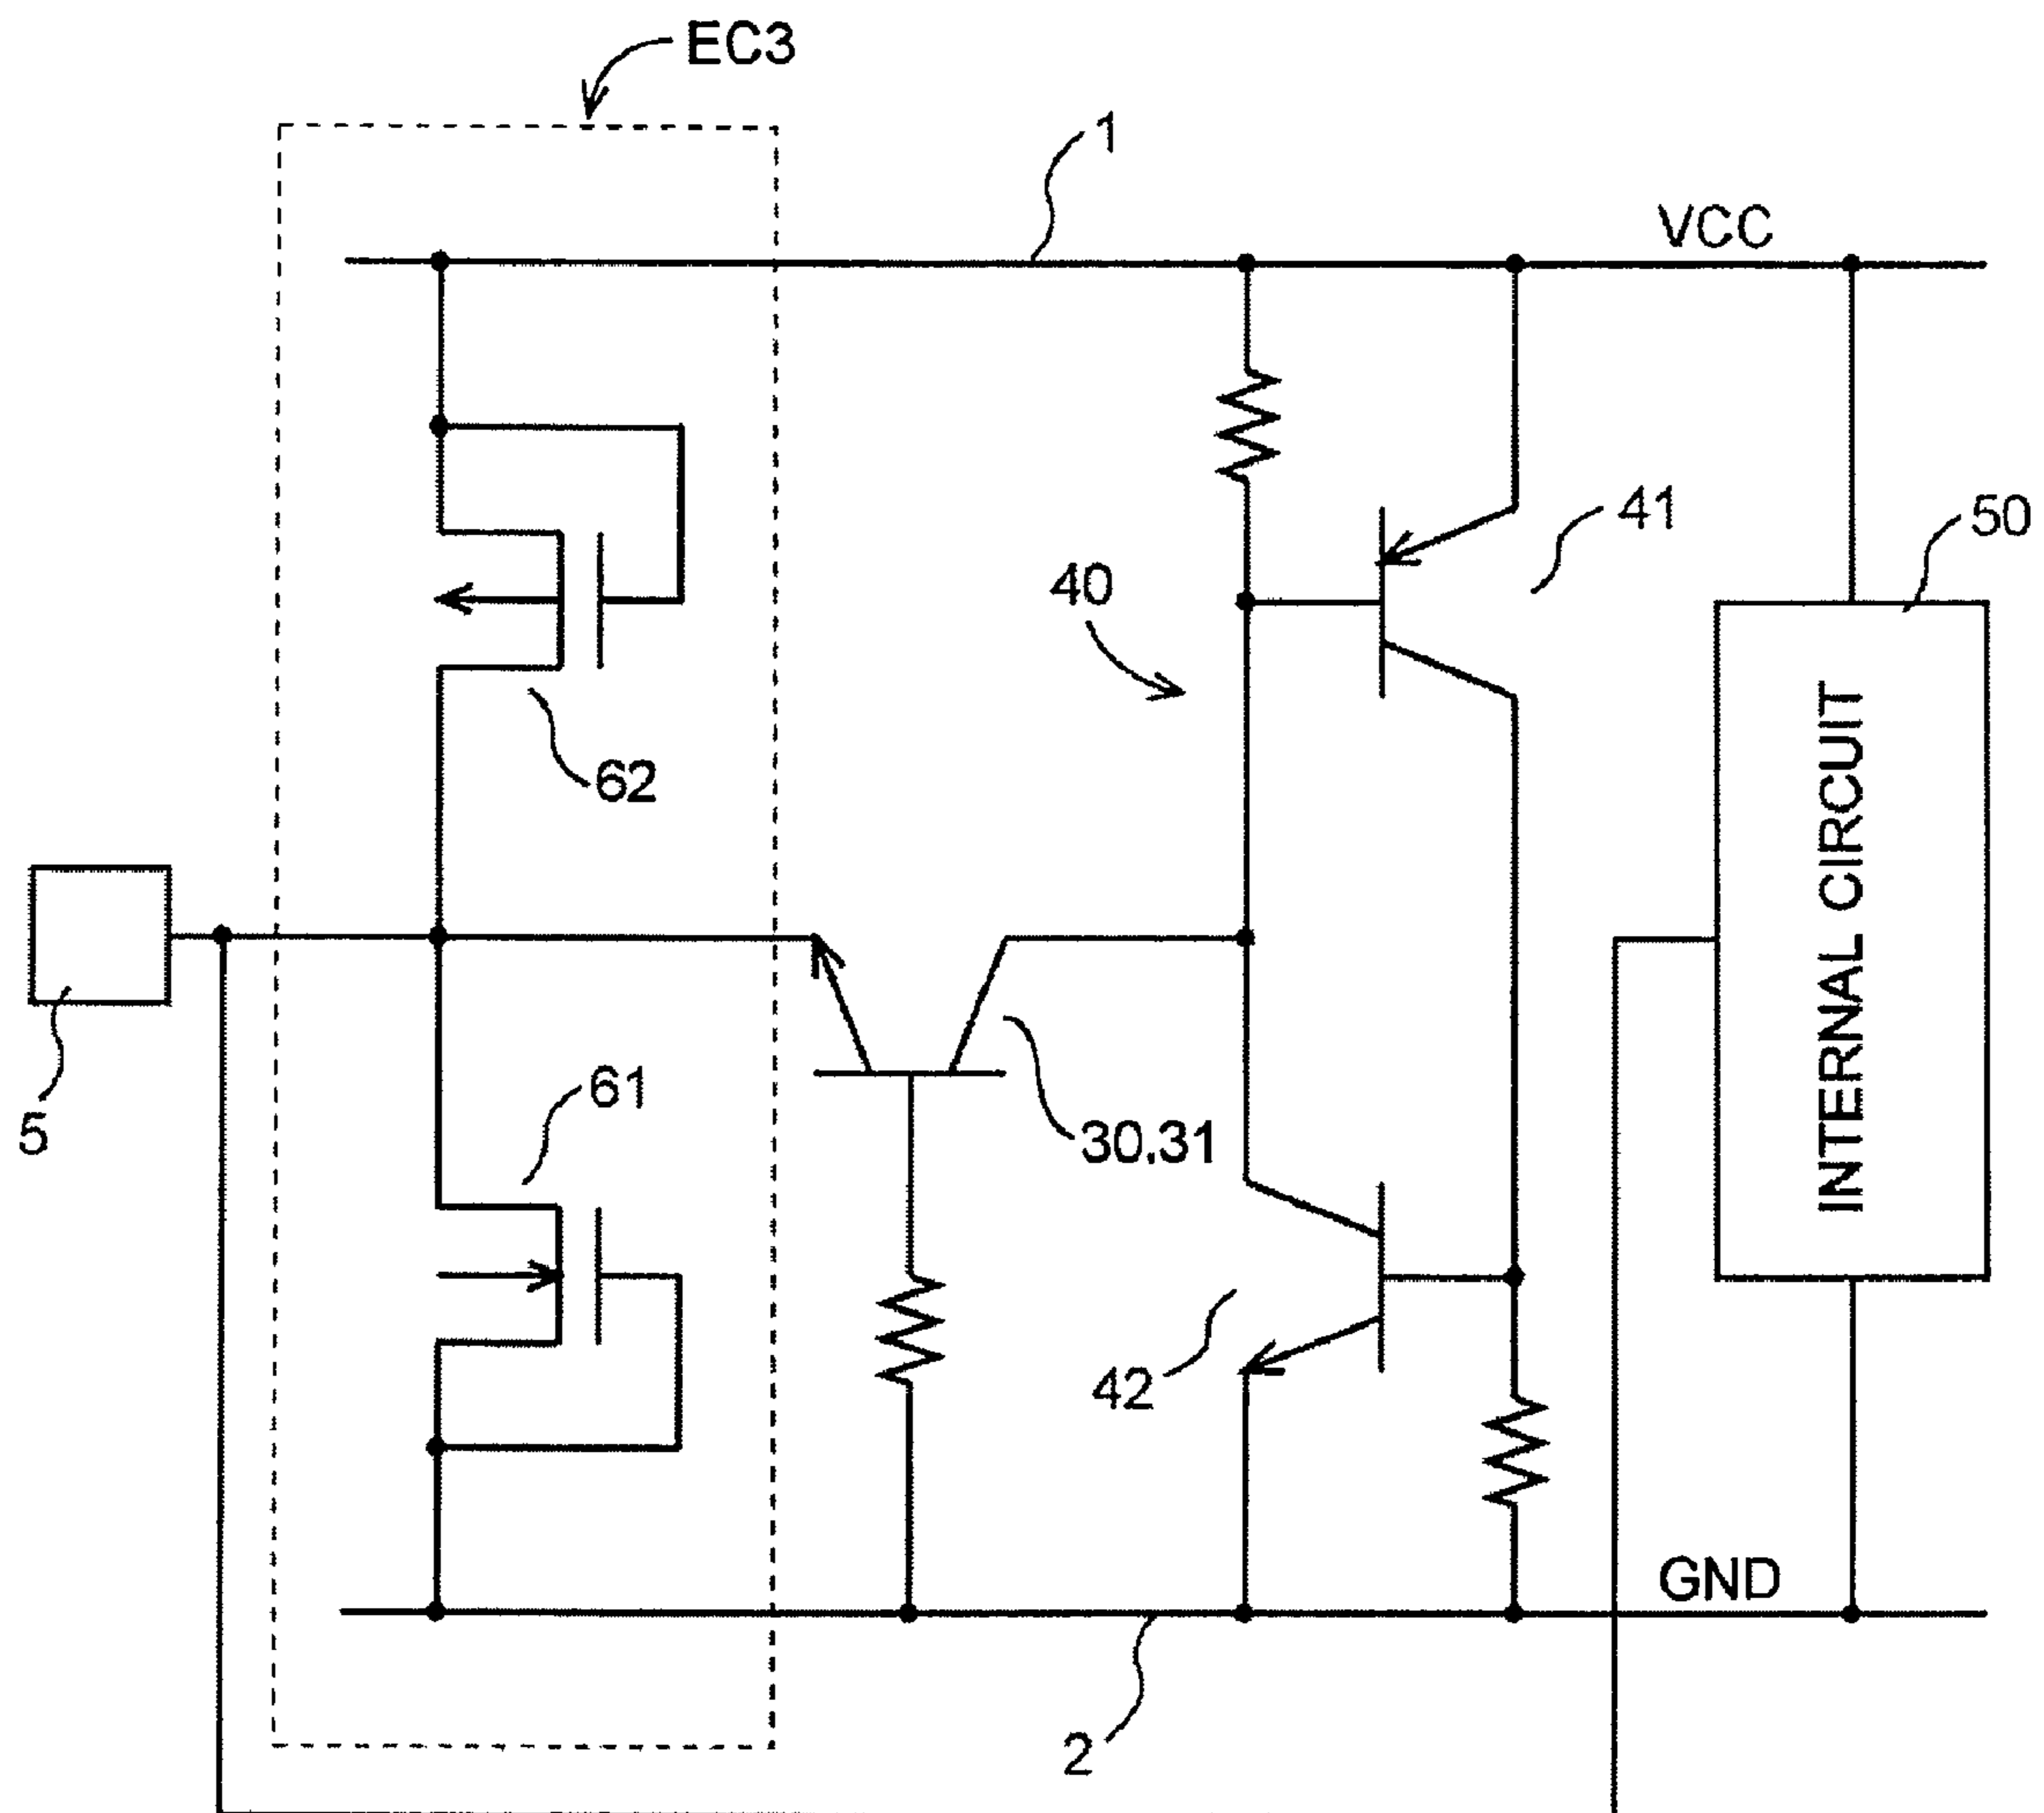 EC3
1
VCC
41
50
40
62
INTERNAL CIRCUIT
61
5
30,31
42
GND
2